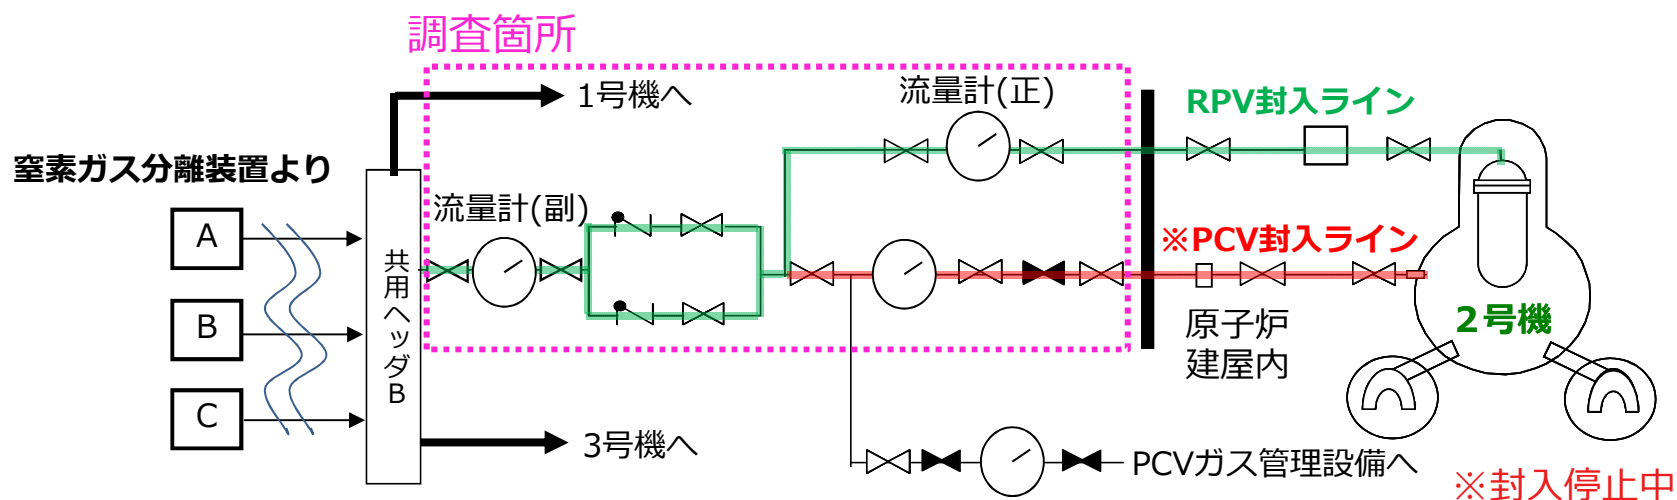 調査箇所
1号機へ
流量計(正)
RPV封入ライン
窒素ガス分離装置より
流量計(副)
A
B
C
共用ヘッダB
※PCV封入ライン
原子炉
建屋内
２号機
3号機へ
PCVガス管理設備へ
※封入停止中